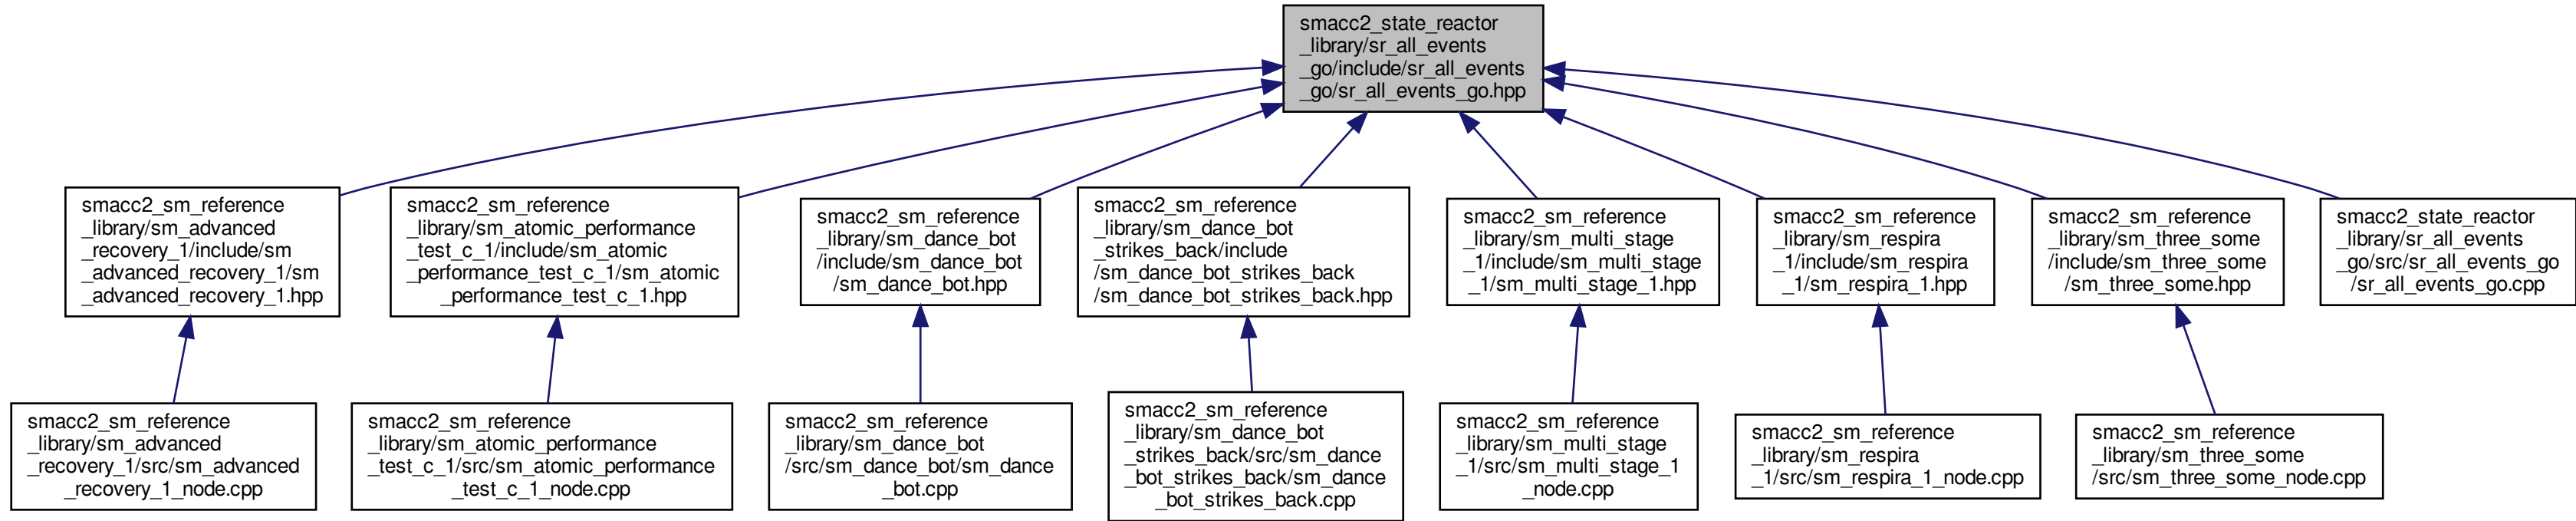 smacc2_state_reactor
_library/sr_all_events
_go/include/sr_all_events
_go/sr_all_events_go.hpp
smacc2_sm_reference
_library/sm_advanced
_recovery_1/include/sm
_advanced_recovery_1/sm
_advanced_recovery_1.hpp
smacc2_sm_reference
_library/sm_atomic_performance
_test_c_1/include/sm_atomic
_performance_test_c_1/sm_atomic
_performance_test_c_1.hpp
smacc2_sm_reference
_library/sm_dance_bot
/include/sm_dance_bot
/sm_dance_bot.hpp
smacc2_sm_reference
_library/sm_dance_bot
_strikes_back/include
/sm_dance_bot_strikes_back
/sm_dance_bot_strikes_back.hpp
smacc2_sm_reference
_library/sm_multi_stage
_1/include/sm_multi_stage
_1/sm_multi_stage_1.hpp
smacc2_sm_reference
_library/sm_respira
_1/include/sm_respira
_1/sm_respira_1.hpp
smacc2_sm_reference
_library/sm_three_some
/include/sm_three_some
/sm_three_some.hpp
smacc2_state_reactor
_library/sr_all_events
_go/src/sr_all_events_go
/sr_all_events_go.cpp
smacc2_sm_reference
_library/sm_advanced
_recovery_1/src/sm_advanced
_recovery_1_node.cpp
smacc2_sm_reference
_library/sm_atomic_performance
_test_c_1/src/sm_atomic_performance
_test_c_1_node.cpp
smacc2_sm_reference
_library/sm_dance_bot
/src/sm_dance_bot/sm_dance
_bot.cpp
smacc2_sm_reference
_library/sm_dance_bot
_strikes_back/src/sm_dance
_bot_strikes_back/sm_dance
_bot_strikes_back.cpp
smacc2_sm_reference
_library/sm_multi_stage
_1/src/sm_multi_stage_1
_node.cpp
smacc2_sm_reference
_library/sm_respira
_1/src/sm_respira_1_node.cpp
smacc2_sm_reference
_library/sm_three_some
/src/sm_three_some_node.cpp